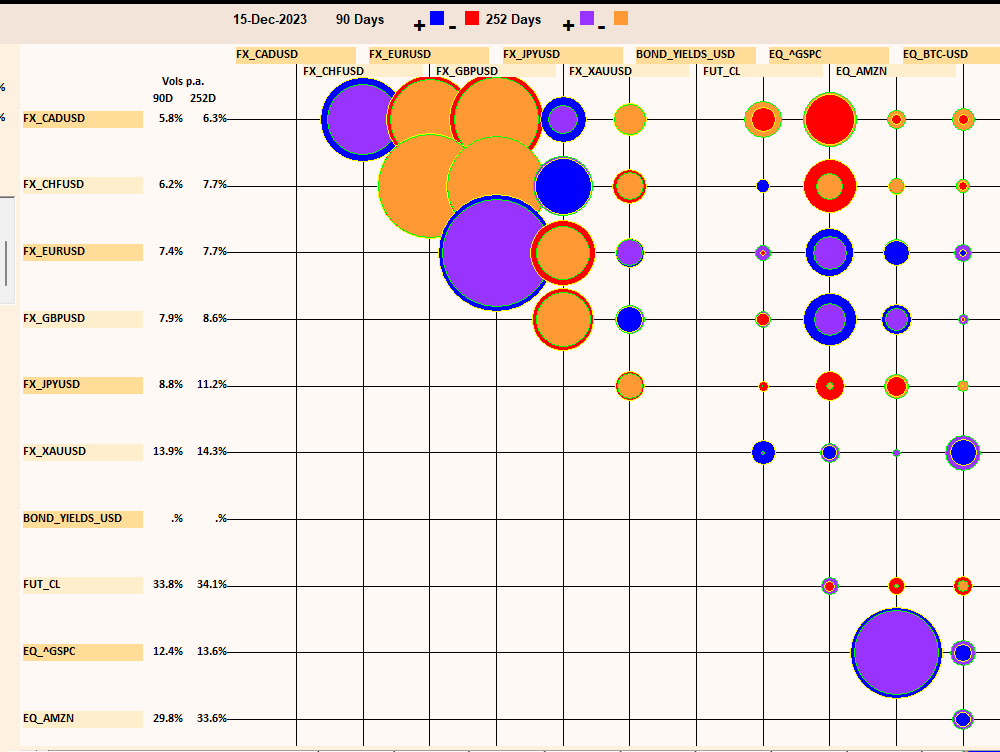 15-Dec-2023 90 Days + - 252 Days + -
FX_CADUSD FX_EURUSD FX_JPYUSD BOND_YIELDS_USD EQ_^GSPC EQ_BTC-USD
FX_CHFUSD FX_GBPUSD FX_XAUUSD FUT_CL EQ_AMZN
Vols p.a.
%
90D 252D
%
FX_CADUSD 5.8% 6.3%
FX_CHFUSD 6.2% 7.7%
FX_EURUSD 7.4% 7.7%
FX_GBPUSD 7.9% 8.6%
FX_JPYUSD 8.8% 11.2%
FX_XAUUSD 13.9% 14.3%
BOND_YIELDS_USD .% .%
FUT_CL 33.8% 34.1%
EQ_^GSPC 12.4% 13.6%
EQ_AMZN 29.8% 33.6%